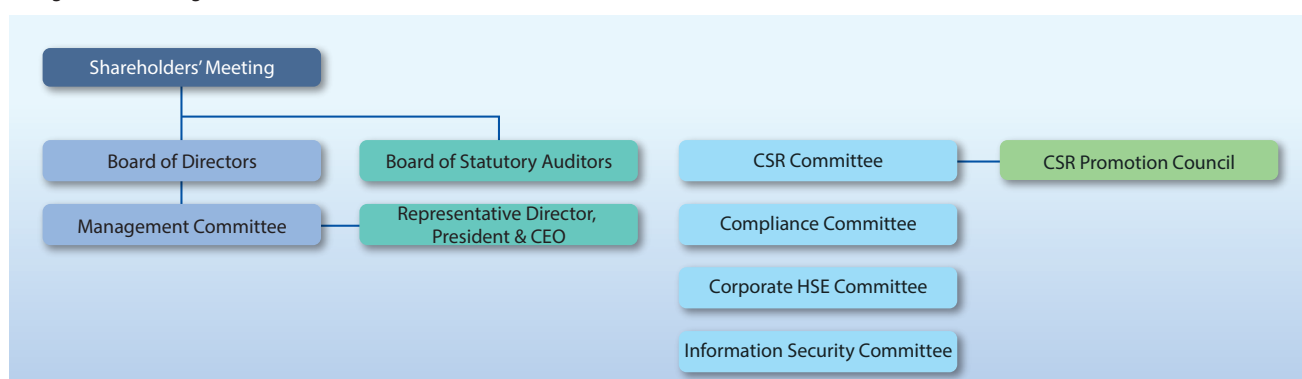 Shareholders' Meeting
Board of Directors
Board of Statutory Auditors
CSR Committee
CSR Promotion Council
Management Committee
Representative Director,
President & CEO
Compliance Committee
Corporate HSE Committee
Information Security Committee